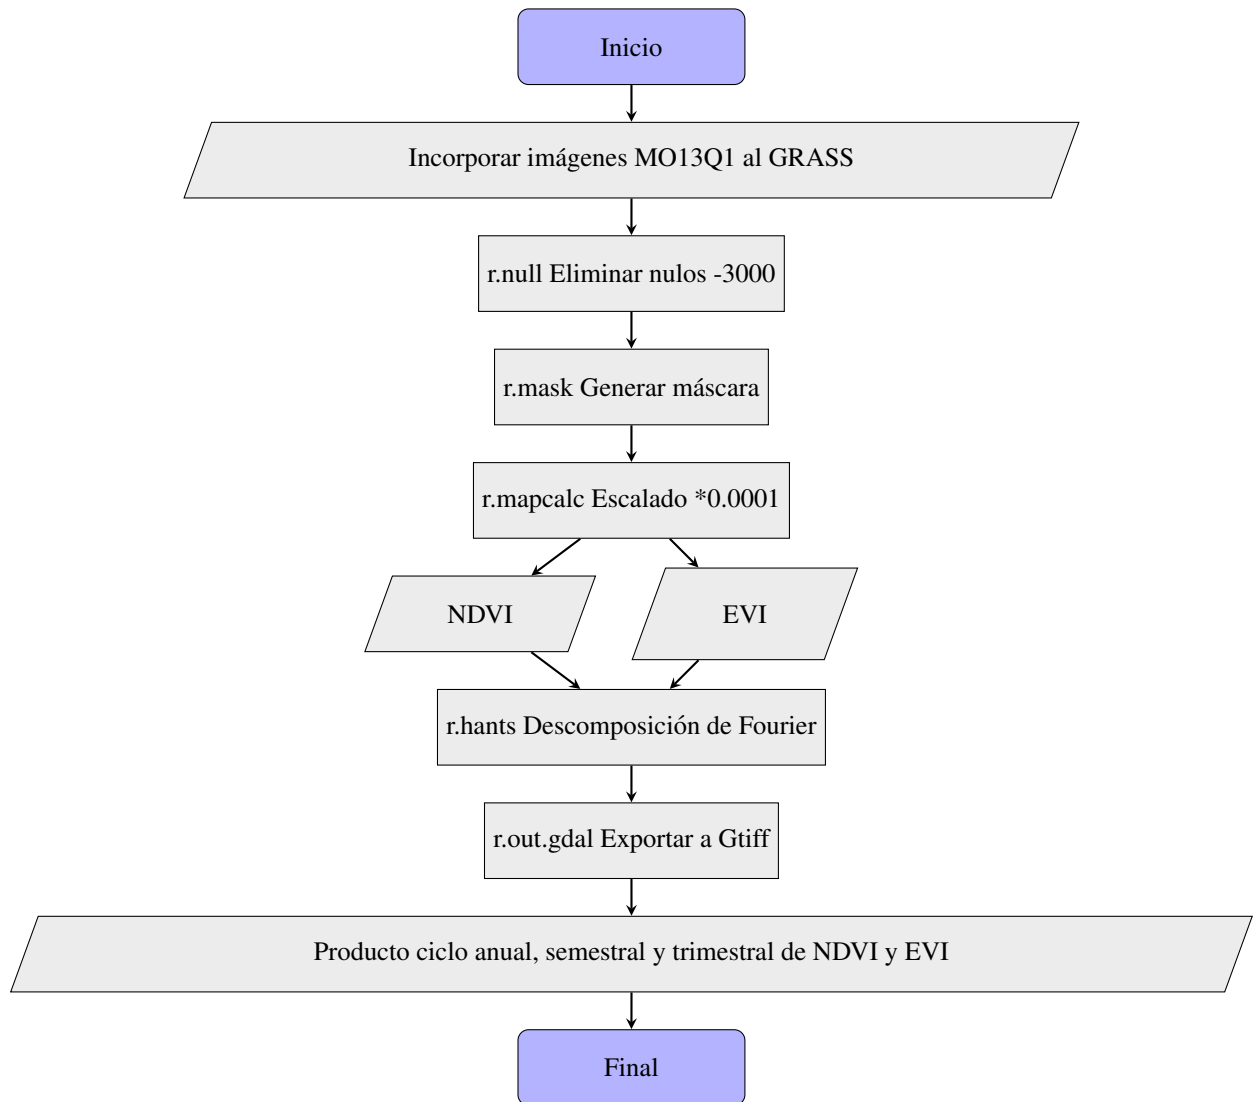 Inicio
Incorporar imágenes MO13Q1 al GRASS
r.null Eliminar nulos -3000
r.mask Generar máscara
r.mapcalc Escalado *0.0001
NDVI
EVI
r.hants Descomposición de Fourier
r.out.gdal Exportar a Gtiff
Producto ciclo anual, semestral y trimestral de NDVI y EVI
Final